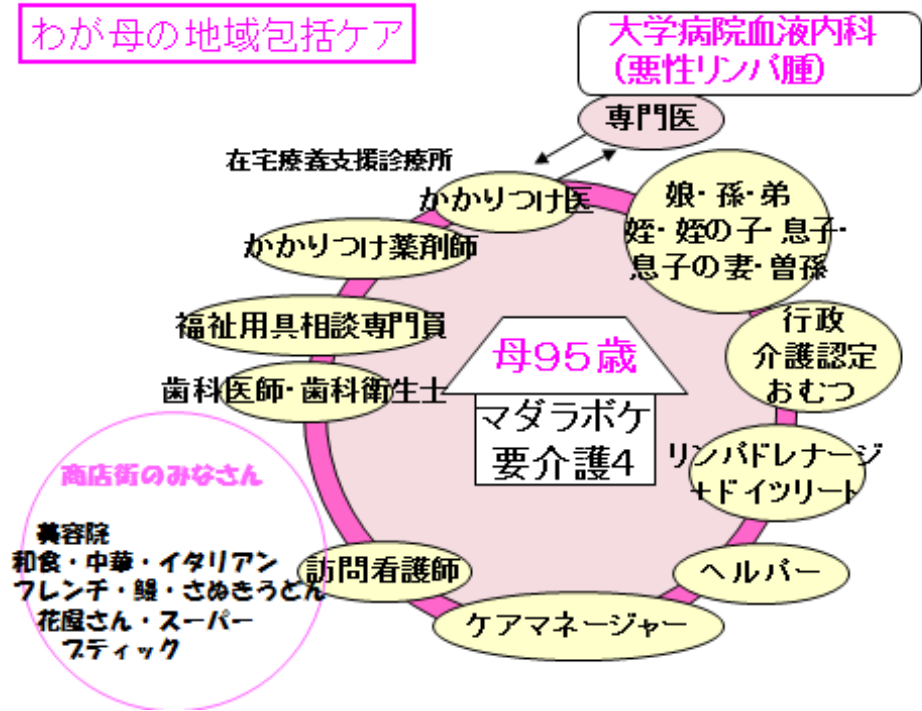 わが母の地域包括ケア
大学病院血液内科
(悪性リンパ腫)
専門医
在宅療養支援診療所
かかりつけ医
娘・孫・弟
姪・姪の子・息子・
息子の妻・曽孫
かかりつけ薬剤師
福祉用具相談専門員
行政
介護認定
おむつ
母95歳
マダラボケ
要介護4
歯科医師・歯科衛生士
リンパドレナージ
+ドイツリート
商店街のみなさん
美容院
和食・中華・イタリアン
フレンチ・鰻・さぬきうどん
花屋さん・スーパー
ブティック
訪問看護師
ヘルパー
ケアマネージャー